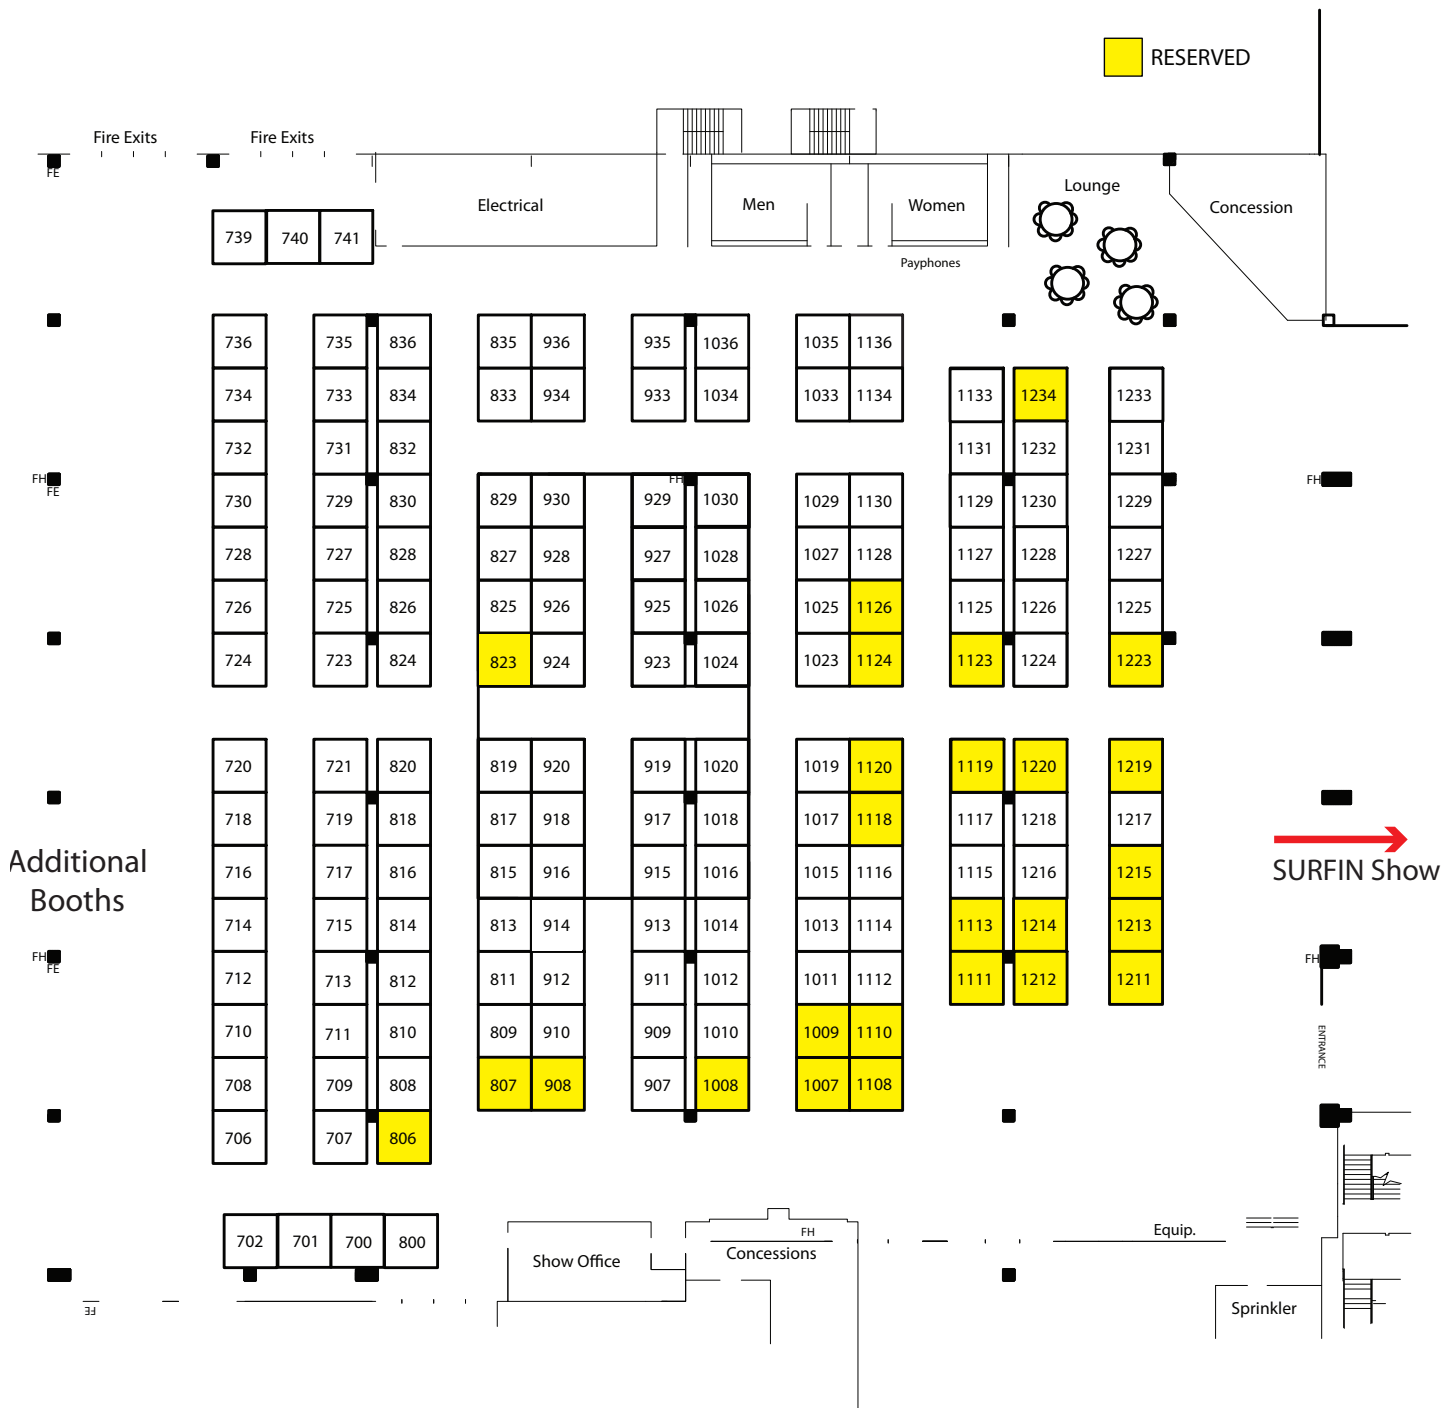 RESERVED
Fire Exits Fire Exits
FE
Electrical Men Women Lounge Concession
739 740 741
Payphones
736 735 836 835 936 935 1036 1035 1136
734 733 834 833 934 933 1034 1033 1134 1133 1234 1233
732 731 832 1131 1232 1231
FH FH FH
FE
730 729 830 829 930 929 1030 1029 1130 1129 1230 1229
728 727 828 827 928 927 1028 1027 1128 1127 1228 1227
726 725 826 825 926 925 1026 1025 1126 1125 1226 1225
724 723 824 823 924 923 1024 1023 1124 1123 1224 1223
720 721 820 819 920 919 1020 1019 1120 1119 1220 1219
718 719 818 817 918 917 1018 1017 1118 1117 1218 1217
Additional
Booths
SURFIN Show
716 717 816 815 916 915 1016 1015 1116 1115 1216 1215
714 715 814 813 914 913 1014 1013 1114 1113 1214 1213
FH FH
FE
712 713 812 811 912 911 1012 1011 1112 1111 1212 1211
710 711 810 809 910 909 1010 1009 1110
ENTRANCE
708 709 808 807 908 907 1008 1007 1108
706 707 806
702 701 700 800
Show Office Concessions FH Equip.
FE
Sprinkler